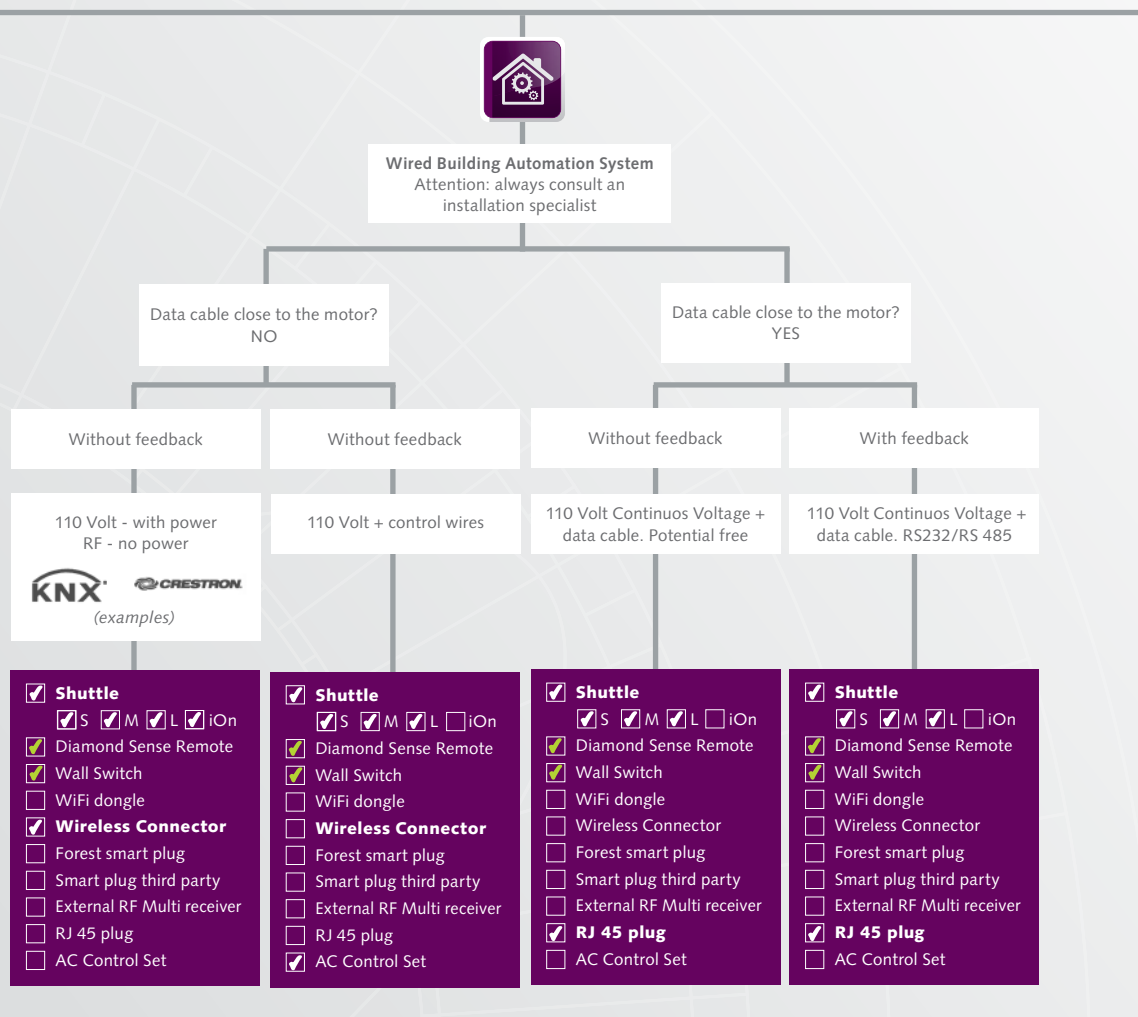 Wired Building Automation System
Attention: always consult an
installation specialist
Data cable close to the motor?
NO
Data cable close to the motor?
YES
Without feedback
Without feedback
Without feedback
With feedback
110 Volt - with power
RF - no power
KNX
CRESTRON
(examples)
110 Volt + control wires
110 Volt Continuos Voltage +
data cable. Potential free
110 Volt Continuos Voltage +
data cable. RS232/RS 485
Shuttle
S M L iOn
Diamond Sense Remote
Wall Switch
WiFi dongle
Wireless Connector
Forest smart plug
Smart plug third party
External RF Multi receiver
RJ 45 plug
AC Control Set
Shuttle
S M L iOn
Diamond Sense Remote
Wall Switch
WiFi dongle
Wireless Connector
Forest smart plug
Smart plug third party
External RF Multi receiver
RJ 45 plug
AC Control Set
Shuttle
S M L iOn
Diamond Sense Remote
Wall Switch
WiFi dongle
Wireless Connector
Forest smart plug
Smart plug third party
External RF Multi receiver
RJ 45 plug
AC Control Set
Shuttle
S M L iOn
Diamond Sense Remote
Wall Switch
WiFi dongle
Wireless Connector
Forest smart plug
Smart plug third party
External RF Multi receiver
RJ 45 plug
AC Control Set